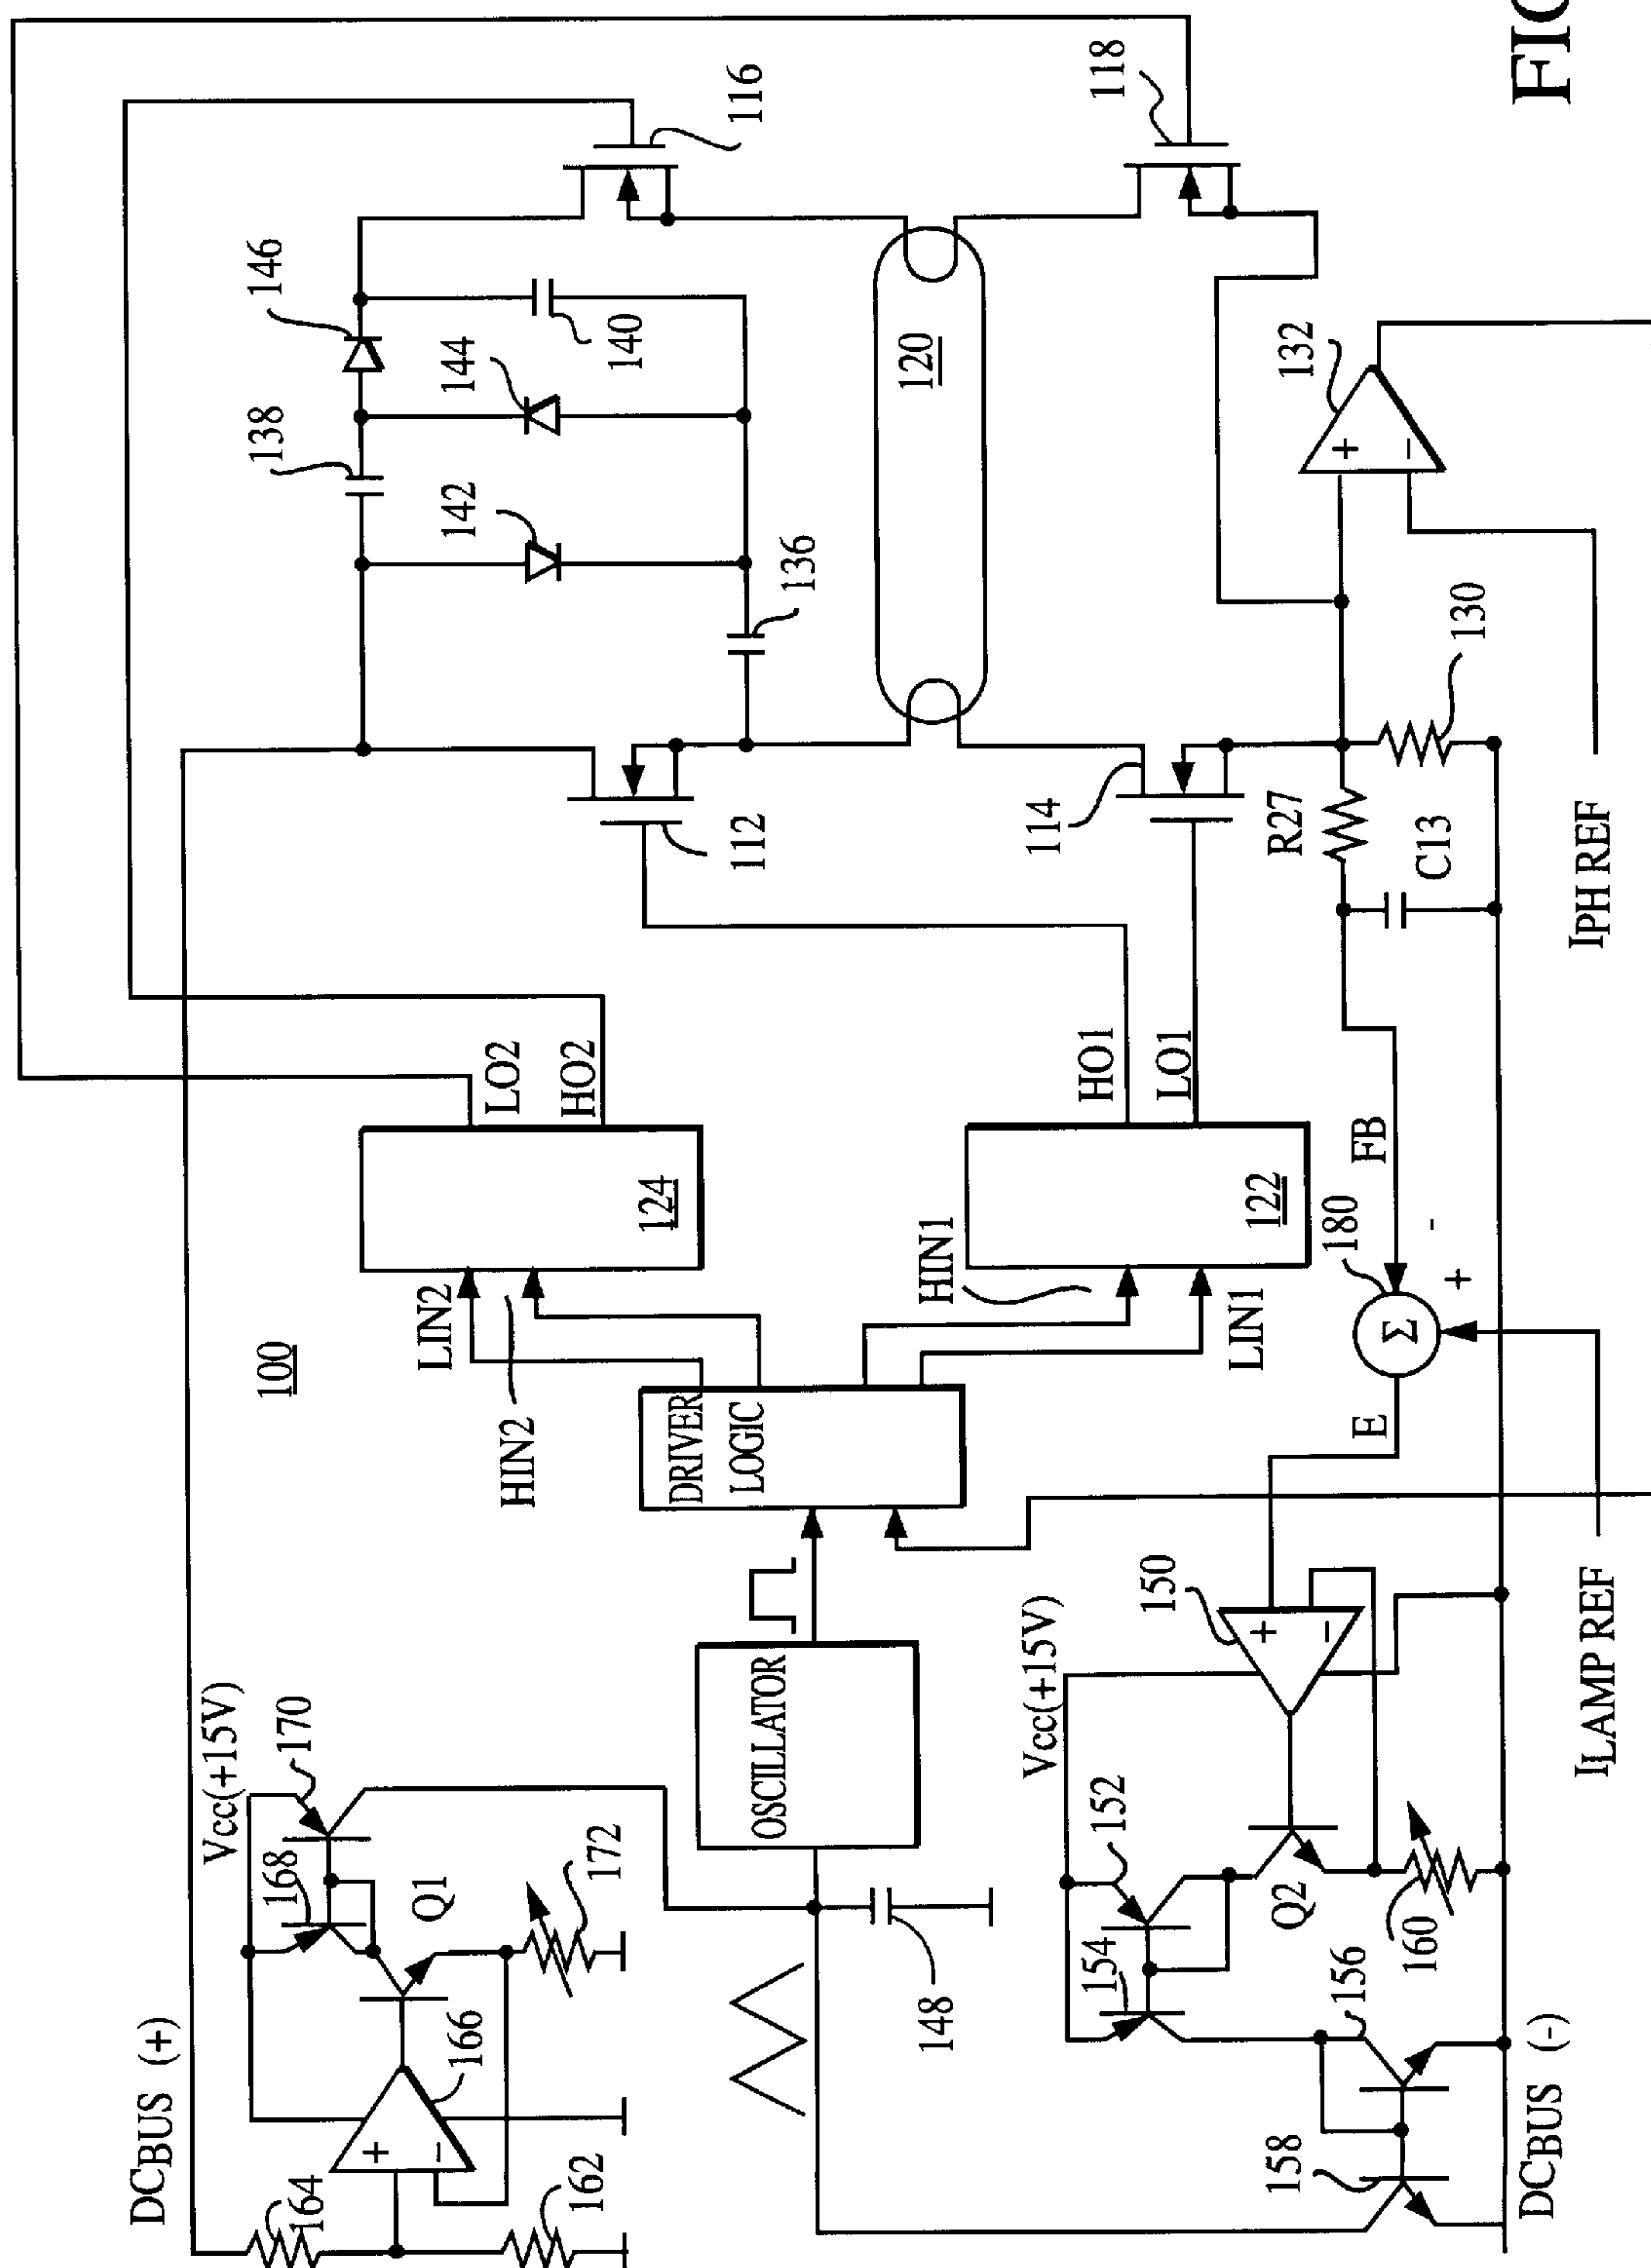 FIG
100
DCBUS (+)
164
162
166
168
Vcc(+15V)
170
Q1
172
148
OSCILLATOR
DRIVER
LOGIC
LIN2
HIN2
HIN1
LIN1
124
122
LO2
HO2
HO1
LO1
112
114
116
118
120
136
138
140
142
144
146
130
132
R27
C13
IPH REF
FB
180
-
+
Σ
E
ILAMP REF
150
Vcc(+15V)
152
154
156
158
Q2
160
DCBUS (-)
+
−
+
−
+
−